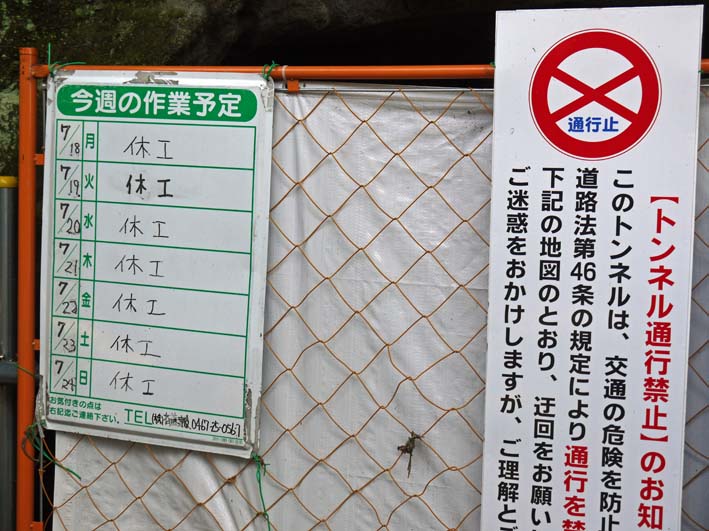 今週の作業予定
7/18 月 休工
7/19 火 休工
7/20 水 休工
7/21 木 休工
7/22 金 休工
7/23 土 休工
7/24 日 休工
お気付きの点は
右記迄ご連絡下さい。 TEL 0467-25-0567
通行止
【トンネル通行禁止】のお知
このトンネルは、交通の危険を防止
道路法第46条の規定により通行を禁
下記の地図のとおり、迂回をお願い
ご迷惑をおかけしますが、ご理解とご